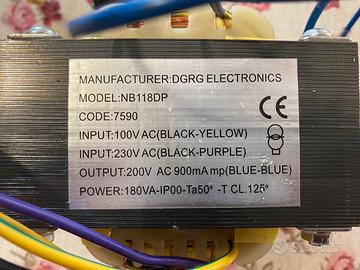 MANUFACTURER:DGRG ELECTRONICS
MODEL:NB118DP
CODE:7590
INPUT:100V AC(BLACK-YELLOW)
INPUT:230V AC(BLACK-PURPLE)
OUTPUT:200V AC 900mA mp(BLUE-BLUE)
POWER:180VA-IP00-Ta50° -T CL.125°
CE